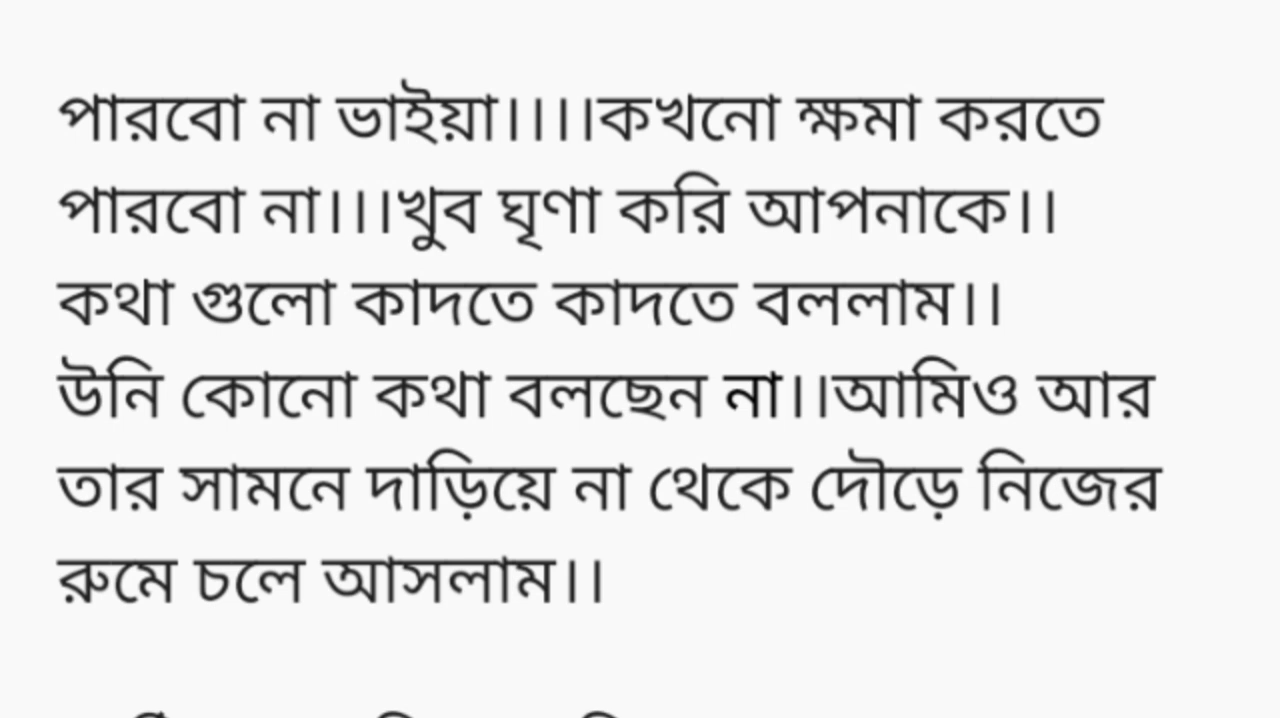 পারবো না ভাইয়া।।।।কখনো ক্ষমা করতে
পারবো না।।।খুব ঘৃণা করি আপনাকে।।
কথা গুলো কাদতে কাদতে বললাম।।
উনি কোনো কথা বলছেন না।।আমিও আর
তার সামনে দাড়িয়ে না থেকে দৌড়ে নিজের
রুমে চলে আসলাম।।